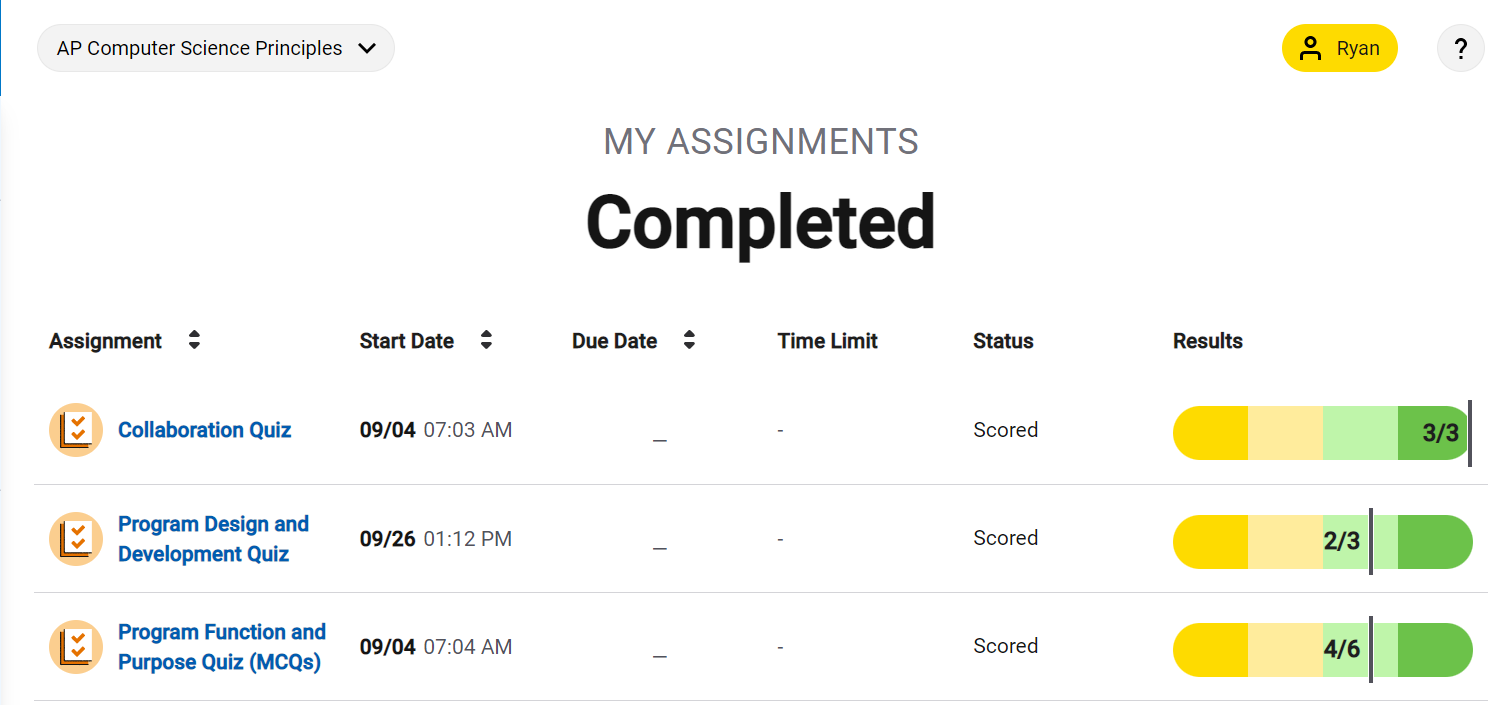 AP Computer Science Principles
Ryan
?
MY ASSIGNMENTS
Completed
Assignment Start Date Due Date Time Limit Status Results
Collaboration Quiz 09/04 07:03 AM _ - Scored 3/3
Program Design and
Development Quiz 09/26 01:12 PM _ - Scored 2/3
Program Function and
Purpose Quiz (MCQs) 09/04 07:04 AM _ - Scored 4/6